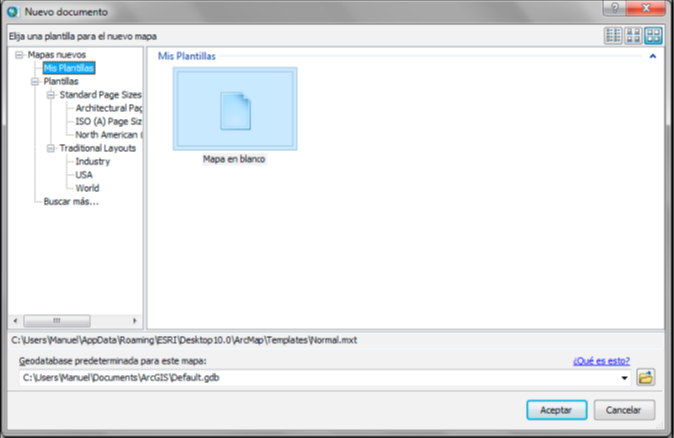 Nuevo documento
Elija una plantilla para el nuevo mapa
Mapas nuevos
Mis Plantillas
Plantillas
Standard Page Sizes
Architectural Pag
ISO (A) Page Siz
North American (
Traditional Layouts
Industry
USA
World
Buscar más...
Mis Plantillas
Mapa en blanco
C:\Users\Manuel\AppData\Roaming\ESRI\Desktop10.0\ArcMap\Templates\Normal.mxt
Geodatabase predeterminada para este mapa:
¿Qué es esto?
C:\Users\Manuel\Documents\ArcGIS\Default.gdb
Aceptar
Cancelar